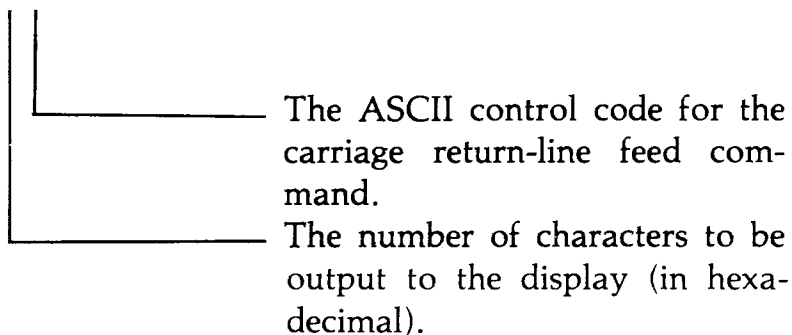 The ASCII control code for the
carriage return-line feed com-
mand.
The number of characters to be
output to the display (in hexa-
decimal).